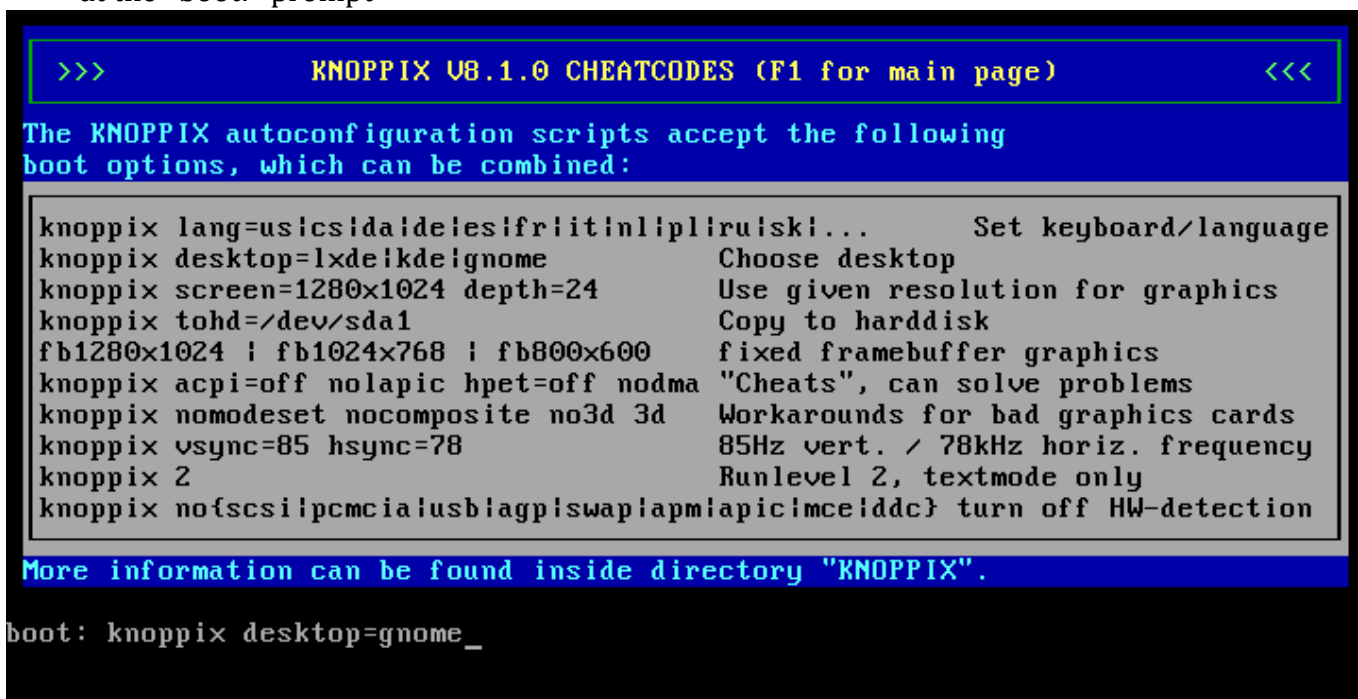 at the "boot:" prompt
>>> KNOPPIX V8.1.0 CHEATCODES (F1 for main page) <<<
The KNOPPIX autoconfiguration scripts accept the following
boot options, which can be combined:
knoppix lang=us|cs|da|de|es|fr|it|nl|pl|ru|sk|... Set keyboard/language
knoppix desktop=lxde|kde|gnome Choose desktop
knoppix screen=1280x1024 depth=24 Use given resolution for graphics
knoppix tohd=/dev/sda1 Copy to harddisk
fb1280x1024 | fb1024x768 | fb800x600 fixed framebuffer graphics
knoppix acpi=off nolapic hpet=off nodma "Cheats", can solve problems
knoppix nomodeset nocomposite no3d 3d Workarounds for bad graphics cards
knoppix vsync=85 hsync=78 85Hz vert. / 78kHz horiz. frequency
knoppix 2 Runlevel 2, textmode only
knoppix no{scsi|pcmcia|usb|agp|swap|apm|apic|mce|ddc} turn off HW-detection
More information can be found inside directory "KNOPPIX".
boot: knoppix desktop=gnome_